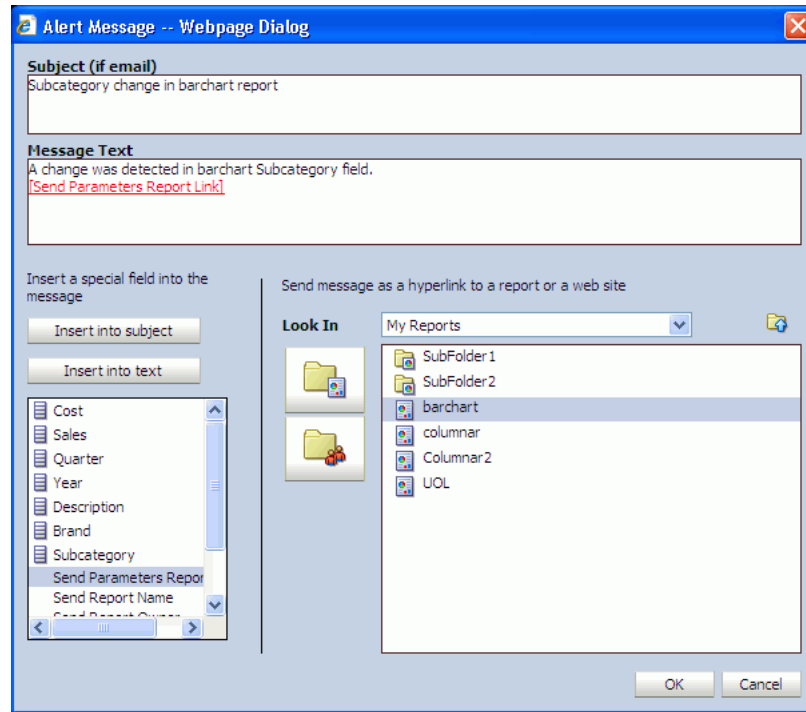 Alert Message -- Webpage Dialog
Subject (if email)
Subcategory change in barchart report
Message Text
A change was detected in barchart Subcategory field.
[Send Parameters Report Link]
Insert a special field into the
message
Insert into subject
Insert into text
Cost
Sales
Quarter
Year
Description
Brand
Subcategory
Send Parameters Repor
Send Report Name
Send Report Owner
Send message as a hyperlink to a report or a web site
Look In
My Reports
SubFolder1
SubFolder2
barchart
columnar
Columnar2
UOL
OK
Cancel